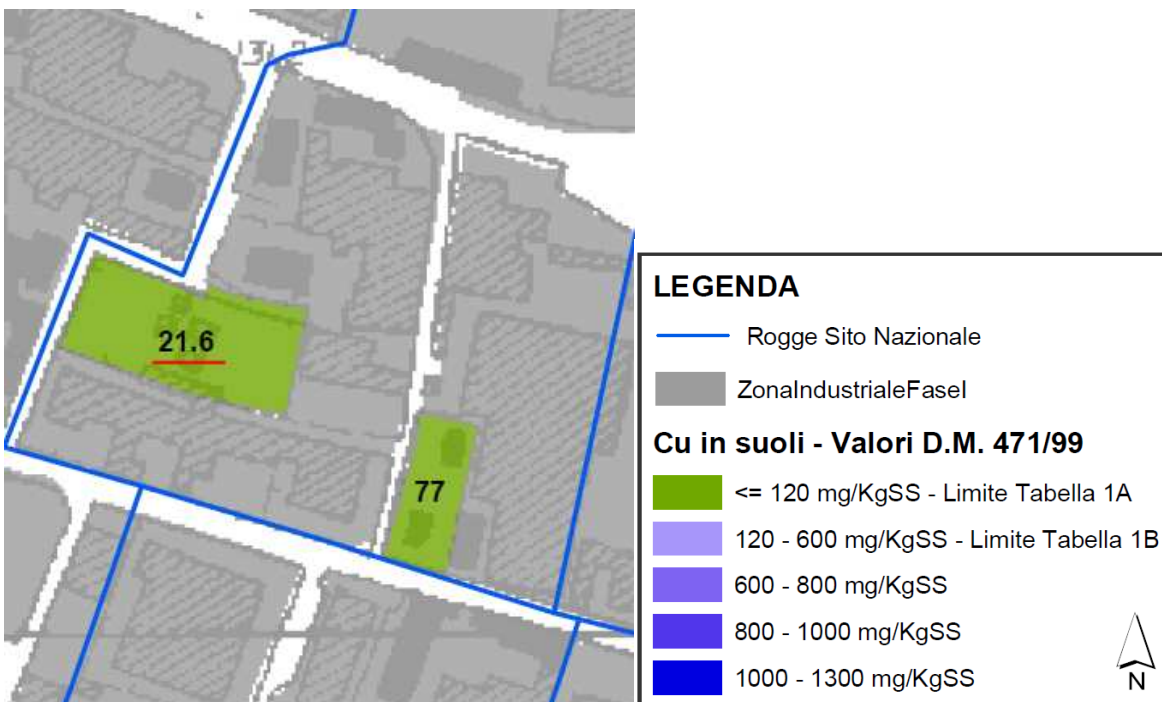 21.6
77
LEGENDA
Rogge Sito Nazionale
ZonaIndustrialeFaseI
Cu in suoli - Valori D.M. 471/99
<= 120 mg/KgSS - Limite Tabella 1A
120 - 600 mg/KgSS - Limite Tabella 1B
600 - 800 mg/KgSS
800 - 1000 mg/KgSS
1000 - 1300 mg/KgSS
N